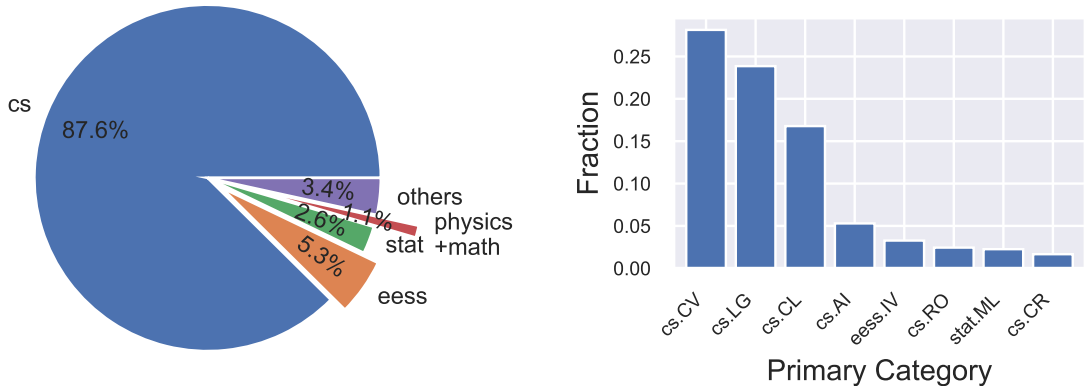 cs
87.6%
3.4%
others
1.1%
physics
+math
2.6%
stat
5.3%
eess
Fraction
0.25
0.20
0.15
0.10
0.05
0.00
cs.CV
cs.LG
cs.CL
cs.AI
eess.IV
cs.RO
stat.ML
cs.CR
Primary Category